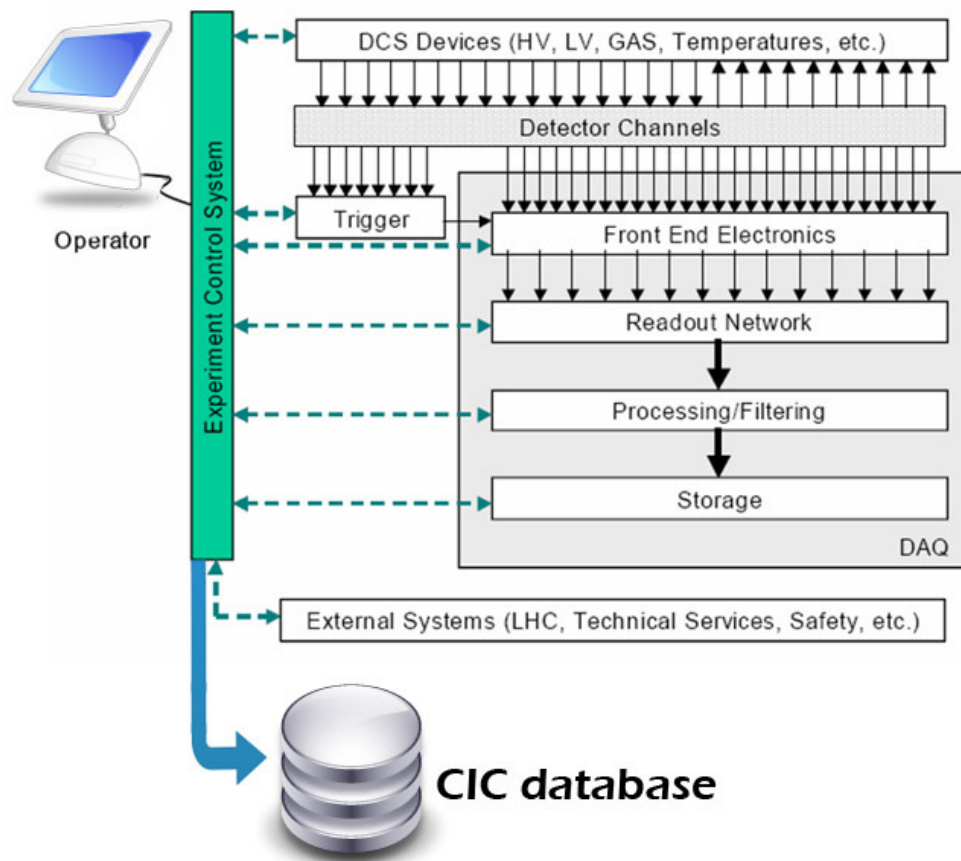 DCS Devices (HV, LV, GAS, Temperatures, etc.)
Detector Channels
Operator
Experiment Control System
Trigger
Front End Electronics
Readout Network
Processing/Filtering
Storage
DAQ
External Systems (LHC, Technical Services, Safety, etc.)
CIC database